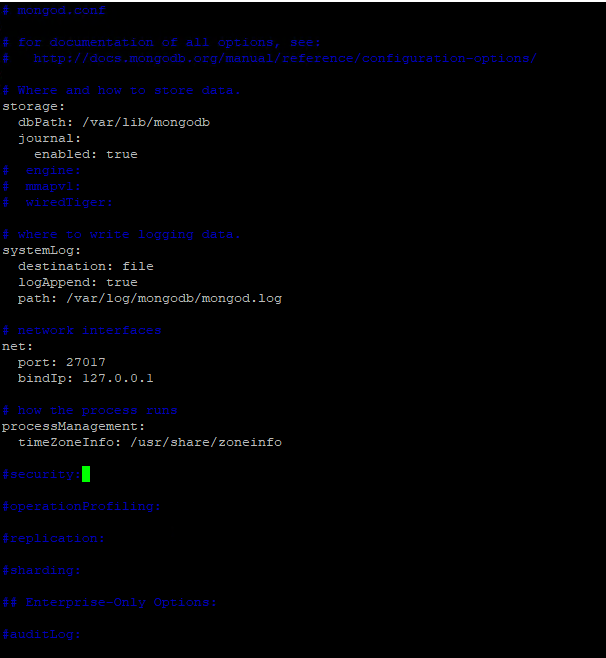 # mongod.conf
# for documentation of all options, see:
#   http://docs.mongodb.org/manual/reference/configuration-options/
# Where and how to store data.
storage:
  dbPath: /var/lib/mongodb
  journal:
    enabled: true
#  engine:
#  mmapv1:
#  wiredTiger:
# where to write logging data.
systemLog:
  destination: file
  logAppend: true
  path: /var/log/mongodb/mongod.log
# network interfaces
net:
  port: 27017
  bindIp: 127.0.0.1
# how the process runs
processManagement:
  timeZoneInfo: /usr/share/zoneinfo
#security:
#operationProfiling:
#replication:
#sharding:
## Enterprise-Only Options:
#auditLog: